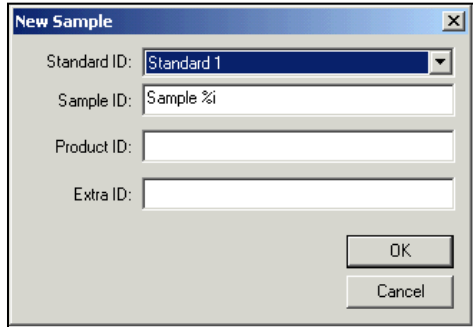 New Sample
Standard ID: Standard 1
Sample ID: Sample %i
Product ID:
Extra ID:
OK
Cancel